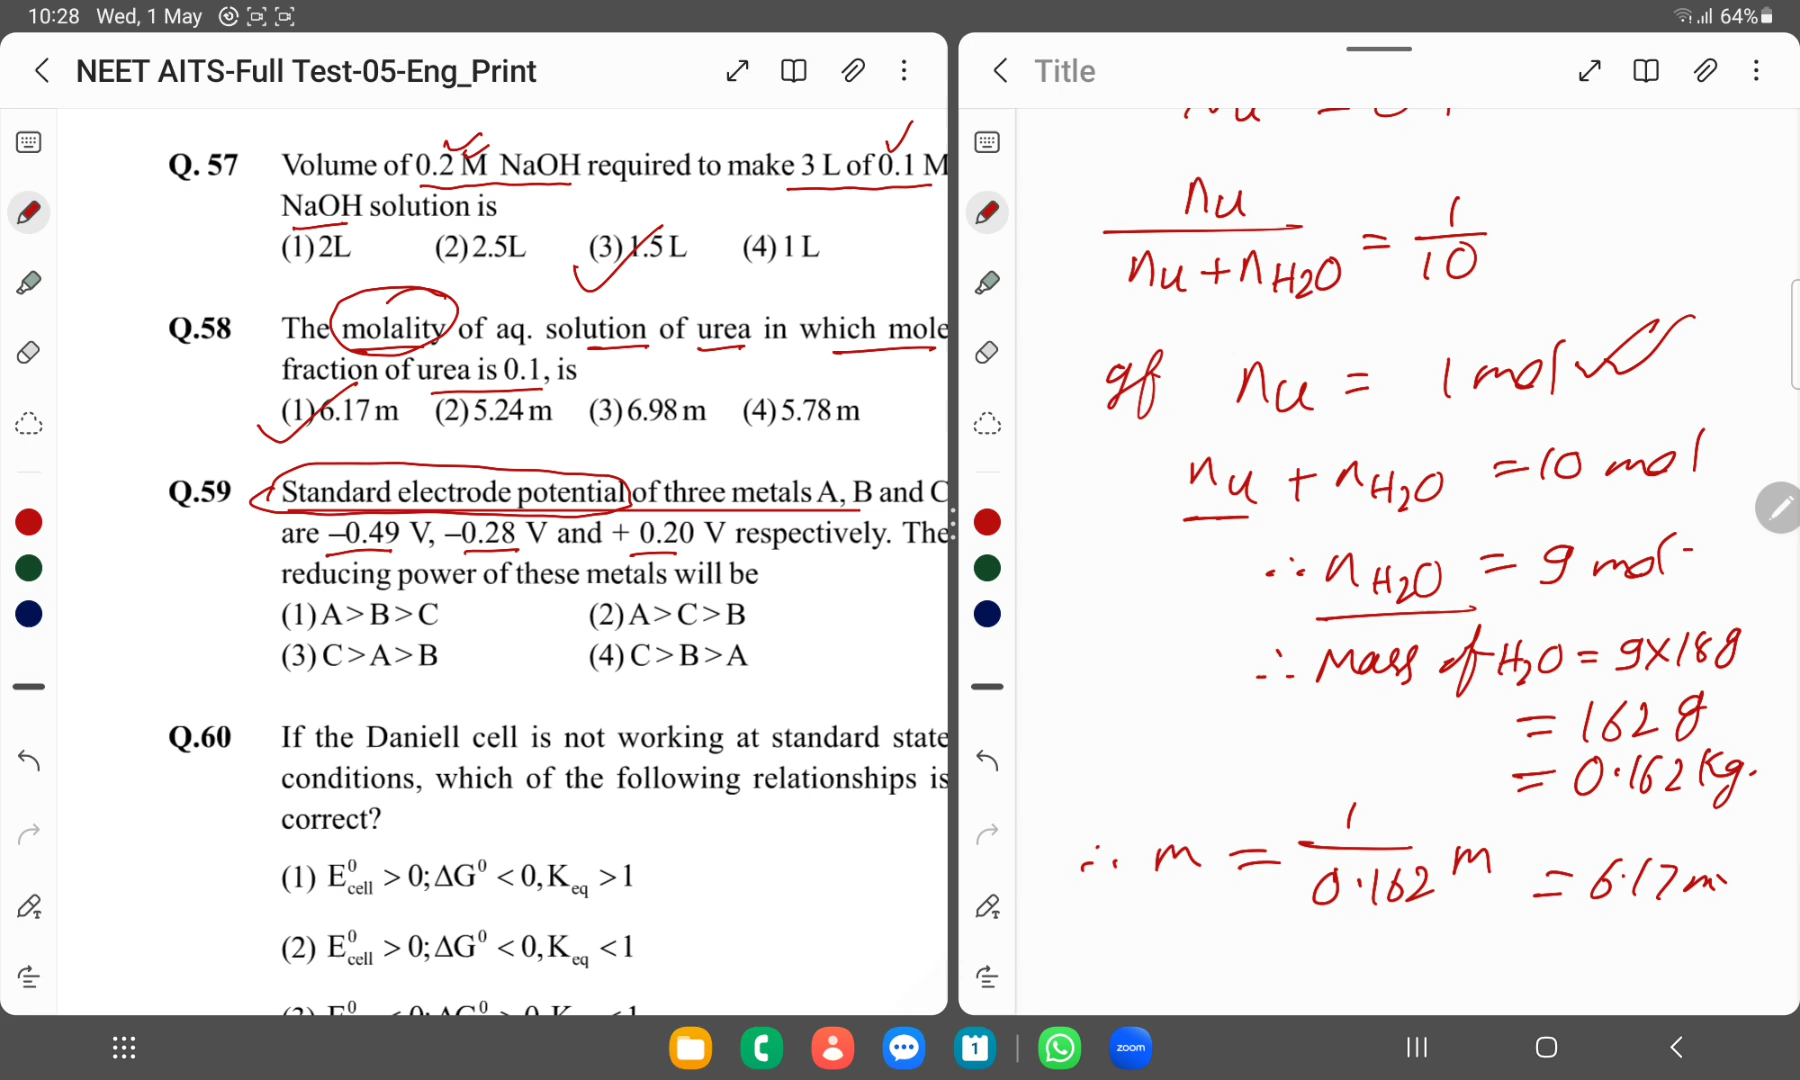 10:28 Wed, 1 May
64%
NEET AITS-Full Test-05-Eng_Print
Q. 57 Volume of 0.2 M NaOH required to make 3 L of 0.1 M
NaOH solution is
(1) 2L (2) 2.5L (3) 1.5 L (4) 1 L
Q.58 The molality of aq. solution of urea in which mole
fraction of urea is 0.1, is
(1) 6.17 m (2) 5.24 m (3) 6.98 m (4) 5.78 m
Q.59 Standard electrode potential of three metals A, B and C
are –0.49 V, –0.28 V and + 0.20 V respectively. The
reducing power of these metals will be
(1) A > B > C (2) A > C > B
(3) C > A > B (4) C > B > A
Q.60 If the Daniell cell is not working at standard state
conditions, which of the following relationships is
correct?
(1) E⁰cell > 0; ΔG⁰ < 0, Keq > 1
(2) E⁰cell > 0; ΔG⁰ < 0, Keq < 1
Title
nu / (nu + nH2O) = 1/10
If nu = 1 mol
nu + nH2O = 10 mol
∴ nH2O = 9 mol
∴ Mass of H2O = 9×18g
= 162 g
= 0.162 Kg.
∴ m = 1/0.162 m = 6.17 m
1
zoom